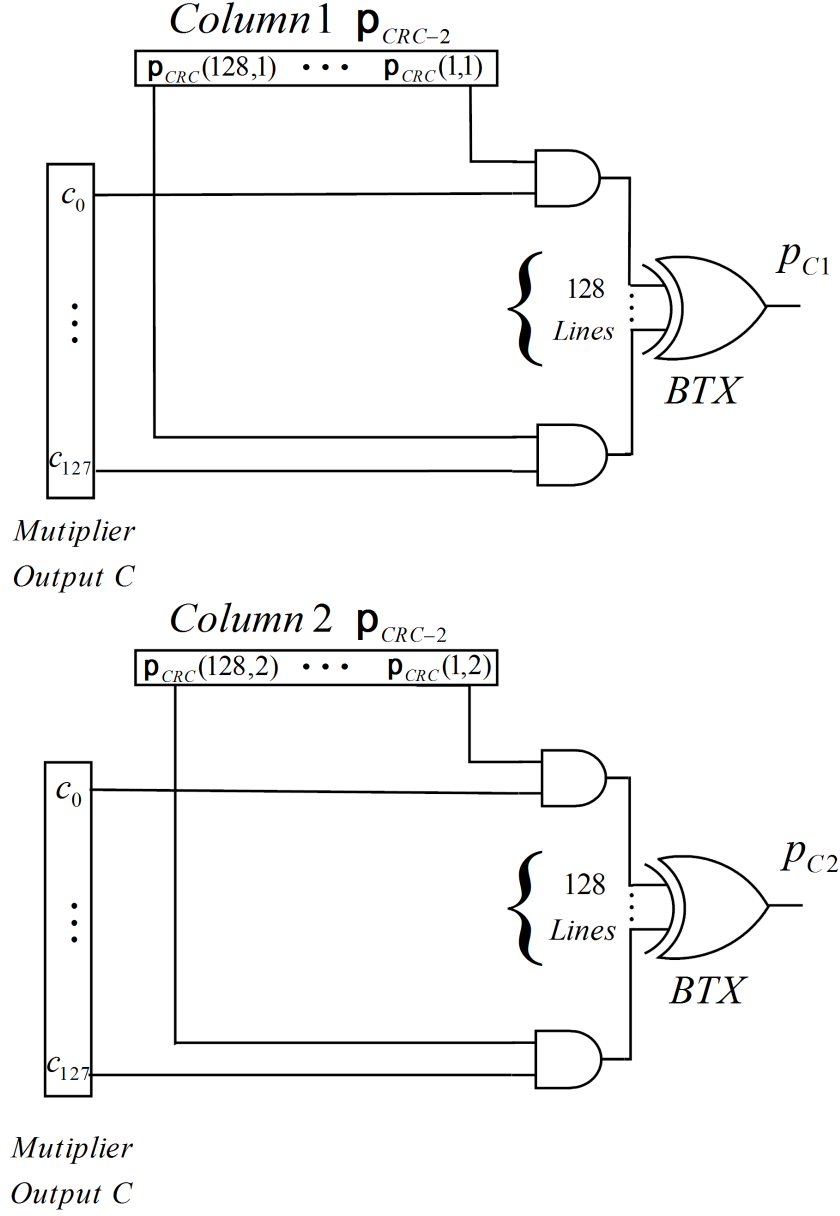 Column 1 p_CRC-2
p_CRC(128,1) ··· p_CRC(1,1)
c_0
p_C1
128
⋮
Lines
BTX
c_127
Mutiplier
Output C
Column 2 p_CRC-2
p_CRC(128,2) ··· p_CRC(1,2)
c_0
p_C2
128
⋮
Lines
BTX
c_127
Mutiplier
Output C